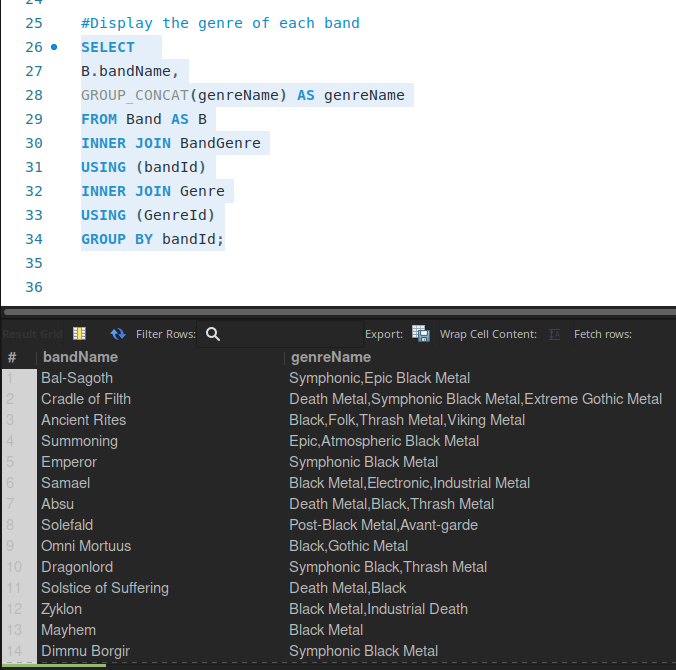 24
25 #Display the genre of each band
26 SELECT
27 B.bandName,
28 GROUP_CONCAT(genreName) AS genreName
29 FROM Band AS B
30 INNER JOIN BandGenre
31 USING (bandId)
32 INNER JOIN Genre
33 USING (GenreId)
34 GROUP BY bandId;
35
36
Result Grid Filter Rows: Export: Wrap Cell Content: Fetch rows:
# bandName genreName
1 Bal-Sagoth Symphonic,Epic Black Metal
2 Cradle of Filth Death Metal,Symphonic Black Metal,Extreme Gothic Metal
3 Ancient Rites Black,Folk,Thrash Metal,Viking Metal
4 Summoning Epic,Atmospheric Black Metal
5 Emperor Symphonic Black Metal
6 Samael Black Metal,Electronic,Industrial Metal
7 Absu Death Metal,Black,Thrash Metal
8 Solefald Post-Black Metal,Avant-garde
9 Omni Mortuus Black,Gothic Metal
10 Dragonlord Symphonic Black,Thrash Metal
11 Solstice of Suffering Death Metal,Black
12 Zyklon Black Metal,Industrial Death
13 Mayhem Black Metal
14 Dimmu Borgir Symphonic Black Metal